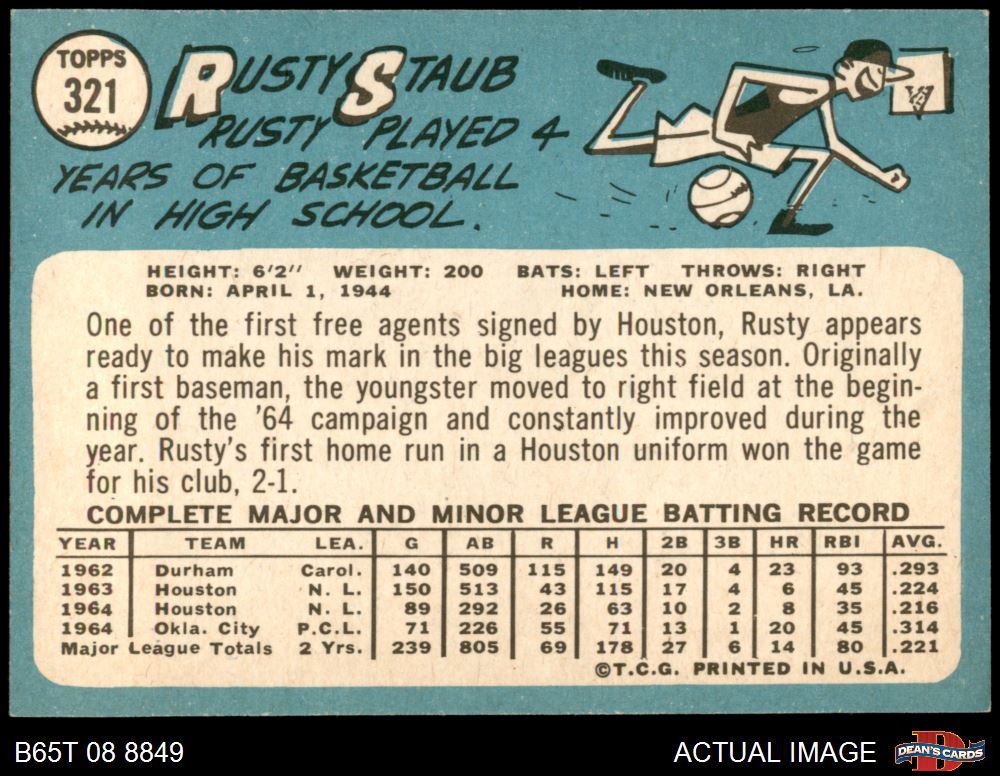 TOPPS
321
RUSTY STAUB
RUSTY PLAYED 4
YEARS OF BASKETBALL
IN HIGH SCHOOL.
HEIGHT: 6'2" WEIGHT: 200 BATS: LEFT THROWS: RIGHT
BORN: APRIL 1, 1944 HOME: NEW ORLEANS, LA.
One of the first free agents signed by Houston, Rusty appears
ready to make his mark in the big leagues this season. Originally
a first baseman, the youngster moved to right field at the begin-
ning of the '64 campaign and constantly improved during the
year. Rusty's first home run in a Houston uniform won the game
for his club, 2-1.
COMPLETE MAJOR AND MINOR LEAGUE BATTING RECORD
YEAR TEAM LEA. G AB R H 2B 3B HR RBI AVG.
1962 Durham Carol. 140 509 115 149 20 4 23 93 .293
1963 Houston N. L. 150 513 43 115 17 4 6 45 .224
1964 Houston N. L. 89 292 26 63 10 2 8 35 .216
1964 Okla. City P.C.L. 71 226 55 71 13 1 20 45 .314
Major League Totals 2 Yrs. 239 805 69 178 27 6 14 80 .221
©T.C.G. PRINTED IN U.S.A.
B65T 08 8849 ACTUAL IMAGE DEAN'S CARDS